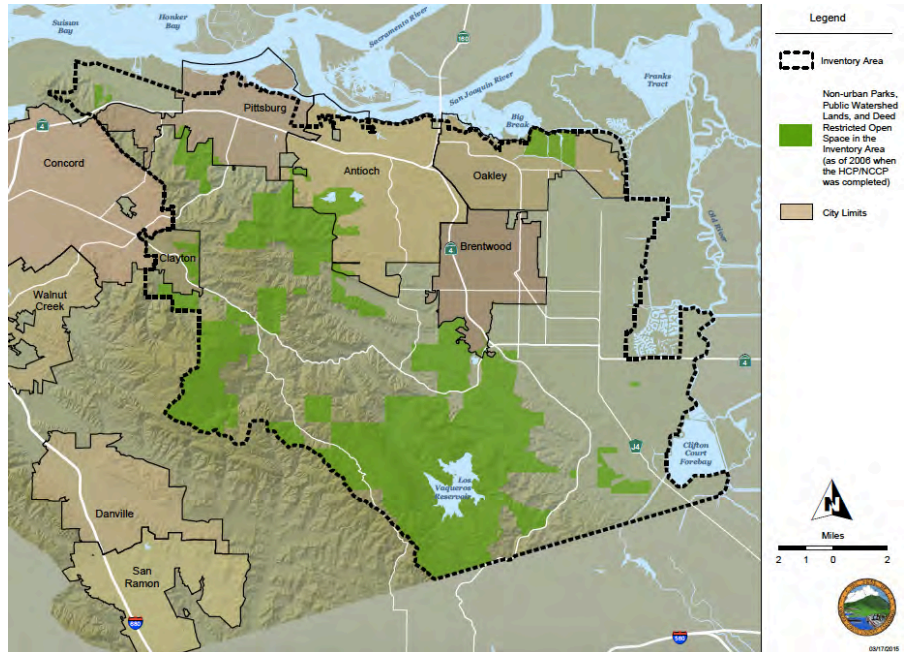 Suisun
Bay
Honker
Bay
Sacramento River
160
San Joaquin River
Franks
Tract
Big
Break
Pittsburg
4
Concord
Antioch
Oakley
Old River
Clayton
4
Brentwood
Walnut
Creek
4
J4
Clifton
Court
Forebay
Los
Vaqueros
Reservoir
Danville
San
Ramon
680
580
Legend
Inventory Area
Non-urban Parks,
Public Watershed
Lands, and Deed
Restricted Open
Space in the
Inventory Area
(as of 2006 when
the HCP/NCCP
was completed)
City Limits
N
Miles
2 1 0 2
03/17/2015